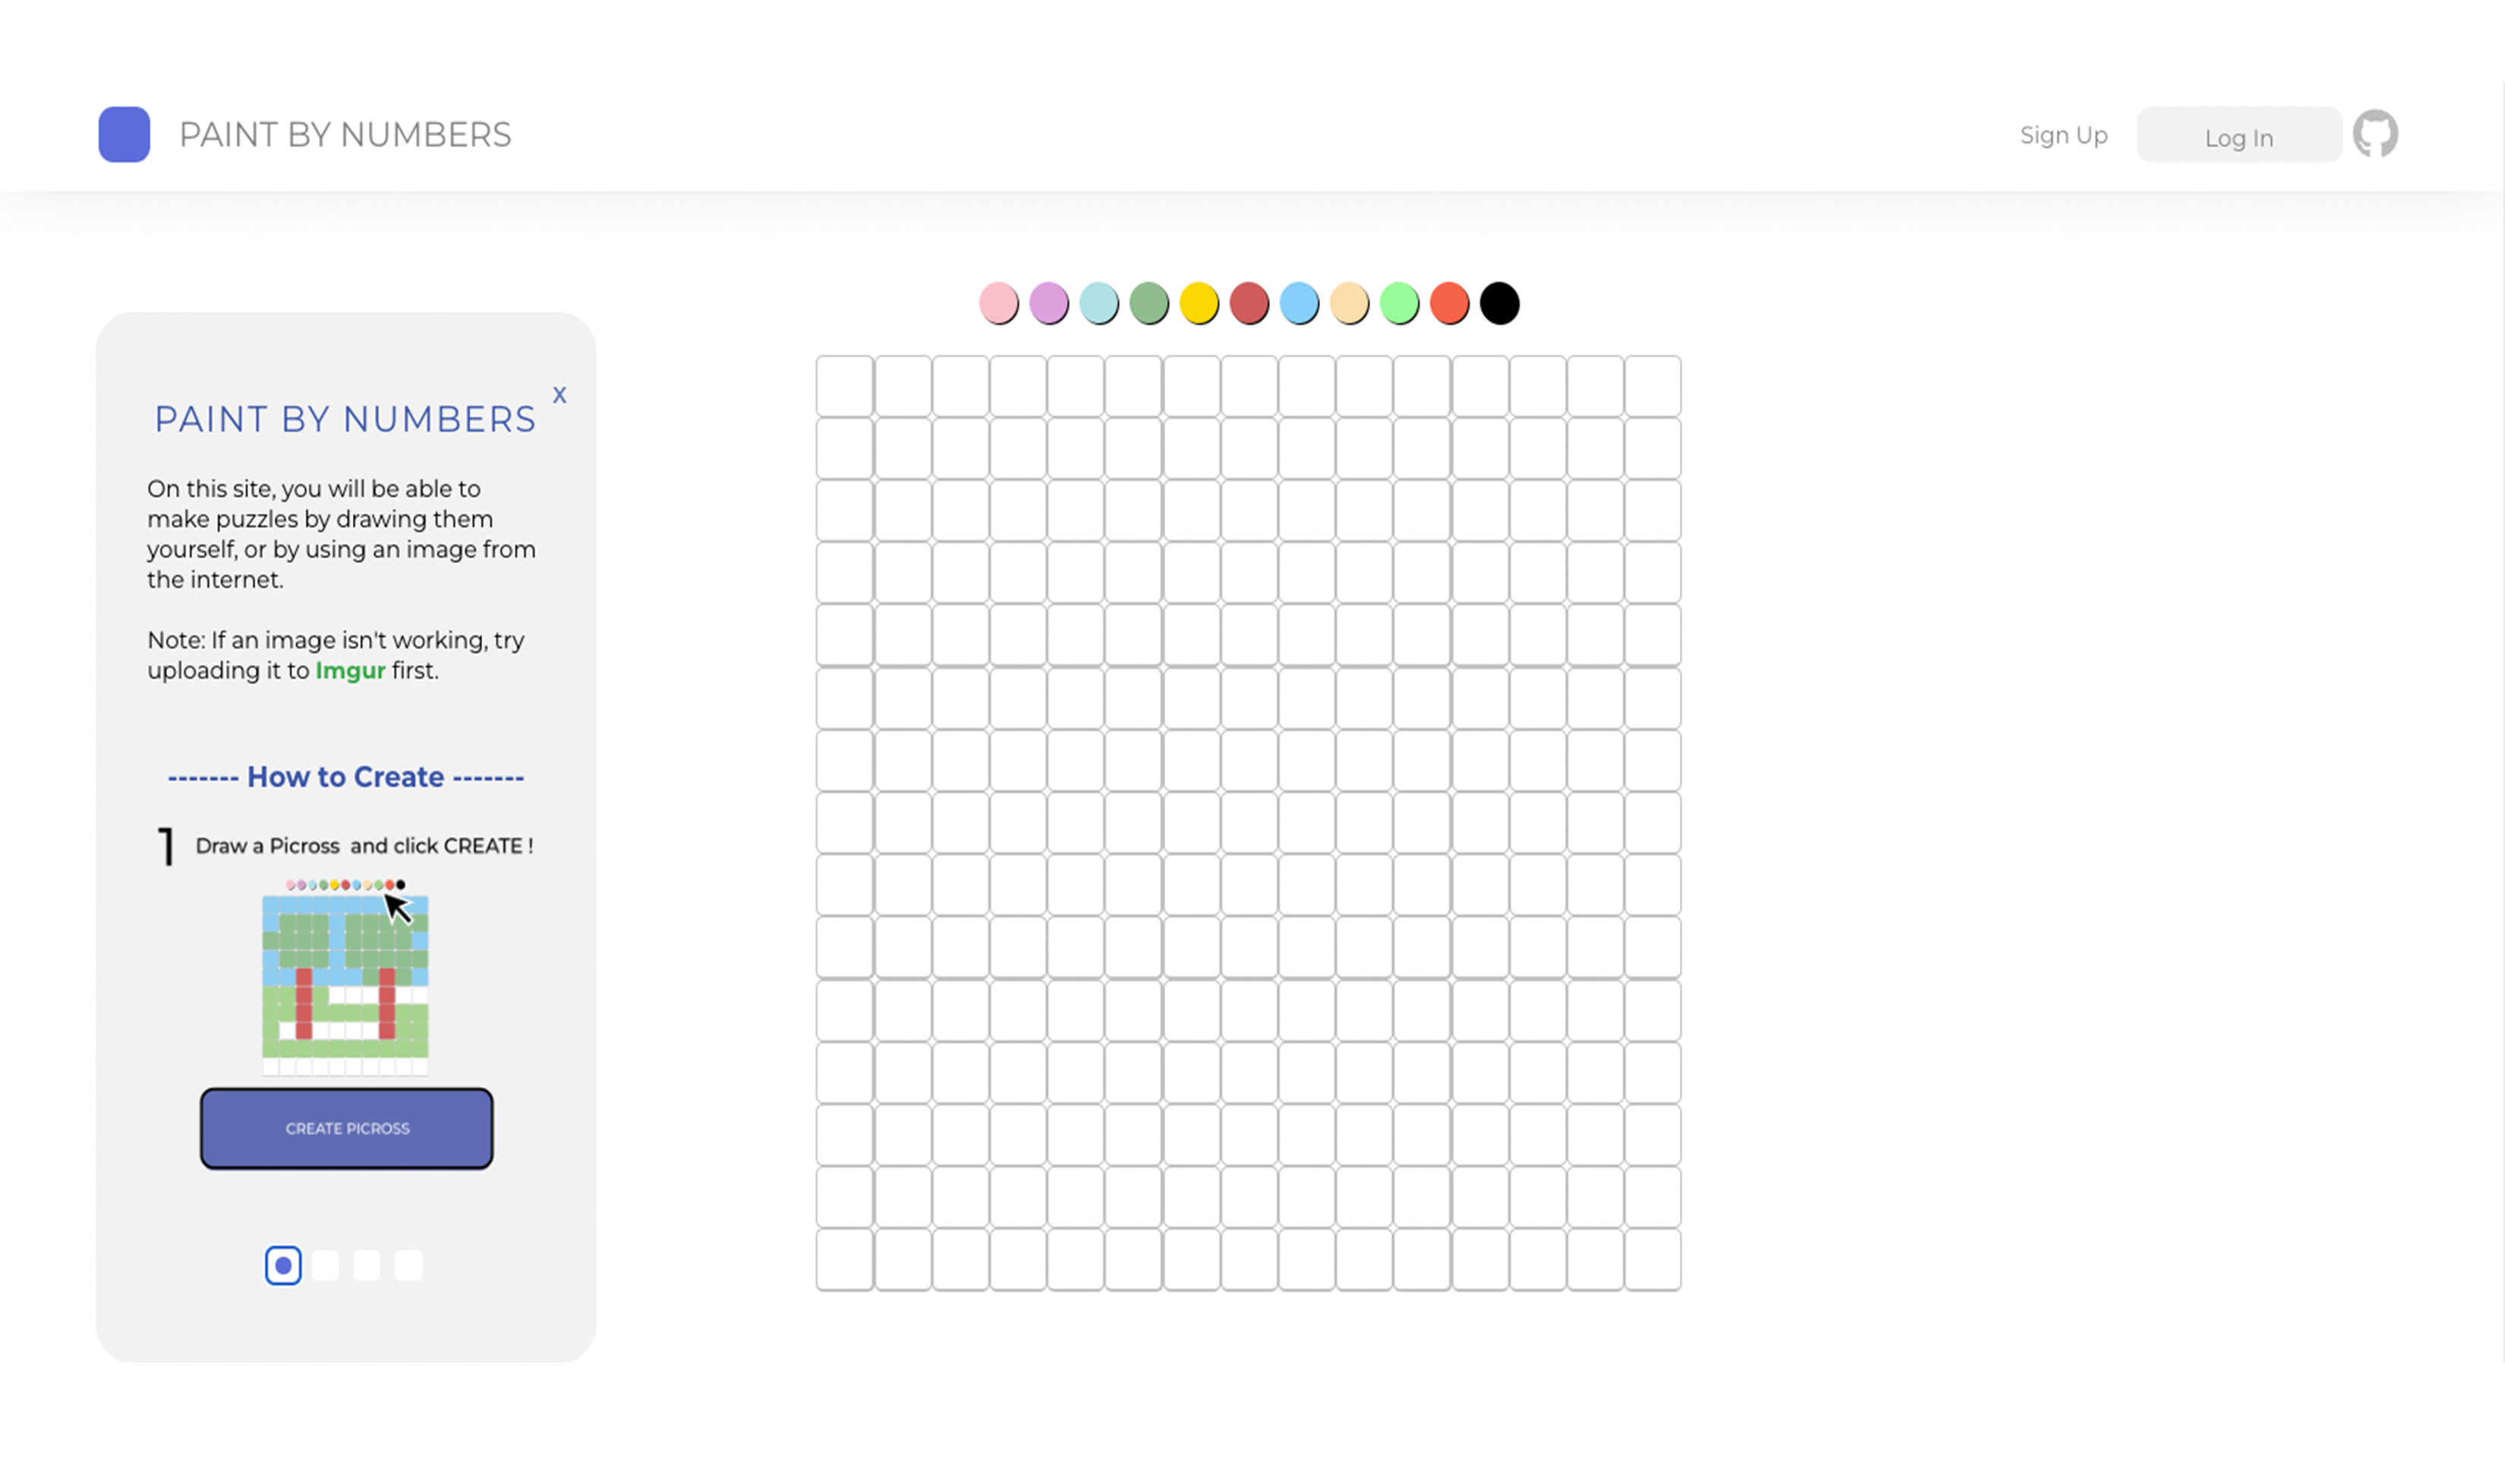 PAINT BY NUMBERS
Sign Up
Log In
X
PAINT BY NUMBERS
On this site, you will be able to
make puzzles by drawing them
yourself, or by using an image from
the internet.
Note: If an image isn't working, try
uploading it to Imgur first.
------- How to Create -------
1 Draw a Picross and click CREATE !
CREATE PICROSS